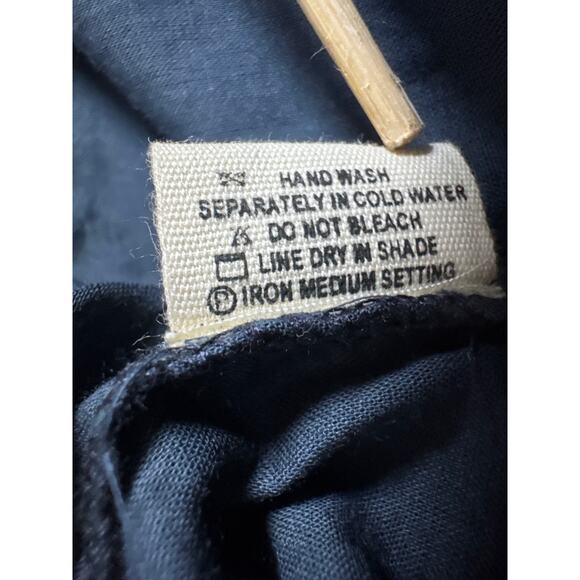 HAND WASH
SEPARATELY IN COLD WATER
DO NOT BLEACH
LINE DRY IN SHADE
Ⓟ IRON MEDIUM SETTING